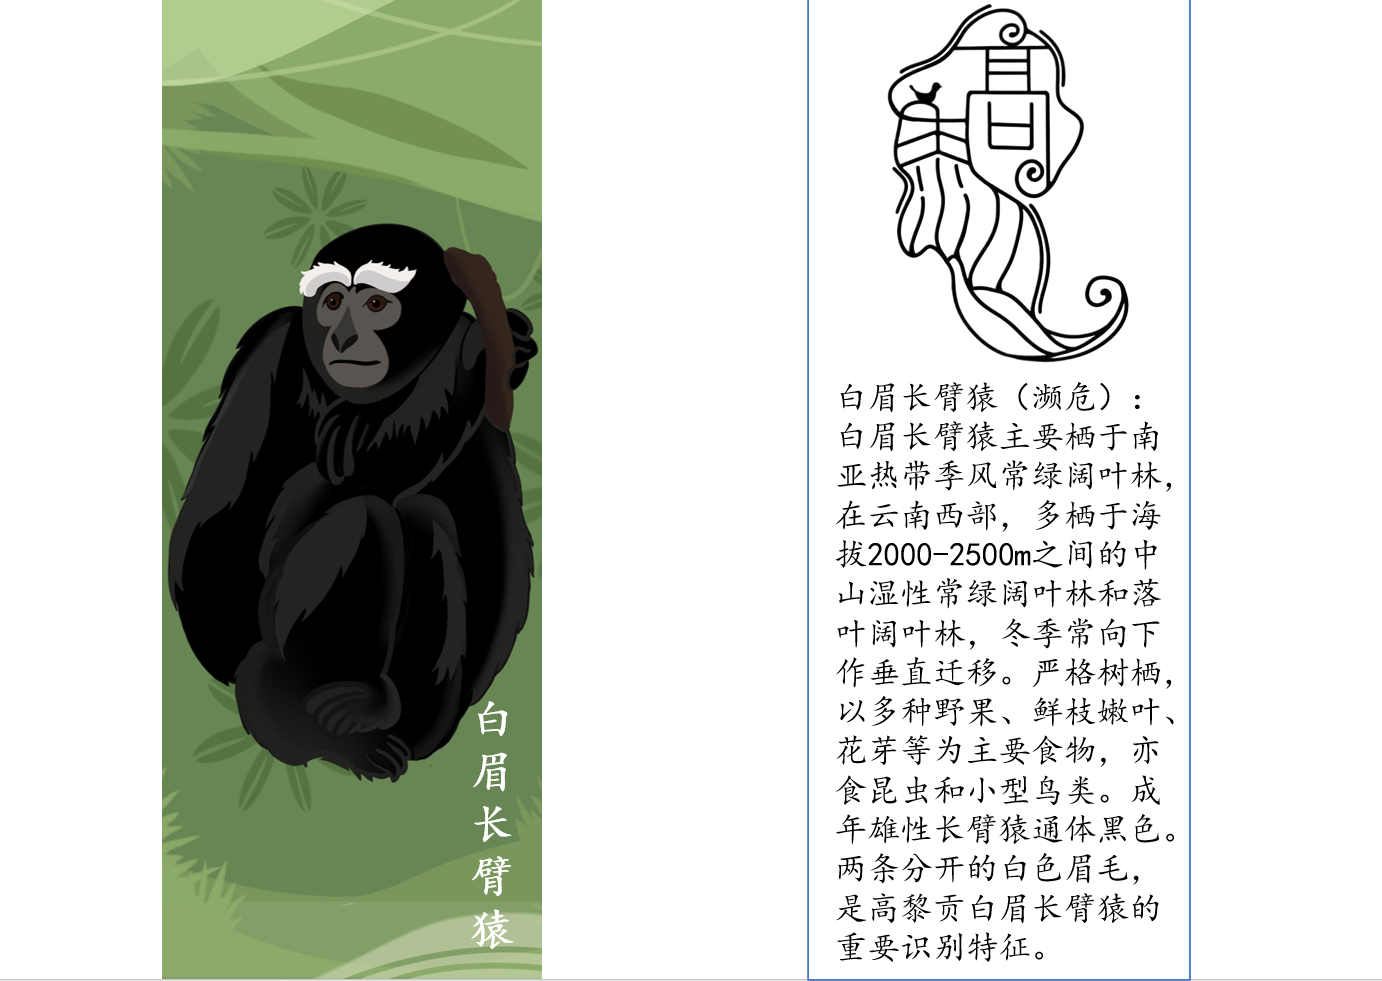 白眉长臂猿
白眉长臂猿（濒危）：
白眉长臂猿主要栖于南
亚热带季风常绿阔叶林，
在云南西部，多栖于海
拔2000-2500m之间的中
山湿性常绿阔叶林和落
叶阔叶林，冬季常向下
作垂直迁移。严格树栖，
以多种野果、鲜枝嫩叶、
花芽等为主要食物，亦
食昆虫和小型鸟类。成
年雄性长臂猿通体黑色。
两条分开的白色眉毛，
是高黎贡白眉长臂猿的
重要识别特征。